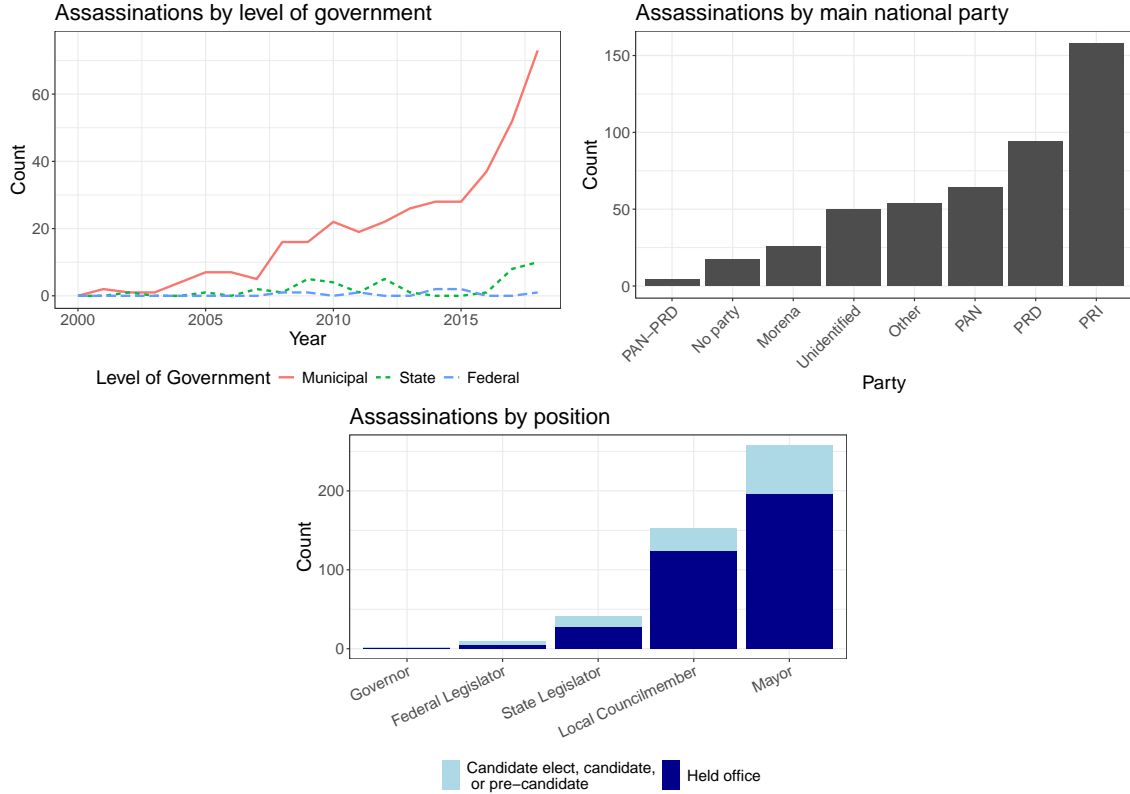 Assassinations by level of government
Count
60
40
20
0
2000 2005 2010 2015
Year
Level of Government Municipal State Federal
Assassinations by main national party
Count
150
100
50
0
PAN−PRD No party Morena Unidentified Other PAN PRD PRI
Party
Assassinations by position
Count
200
100
0
Governor Federal Legislator State Legislator Local Councilmember Mayor
Candidate elect, candidate,
or pre−candidate
Held office